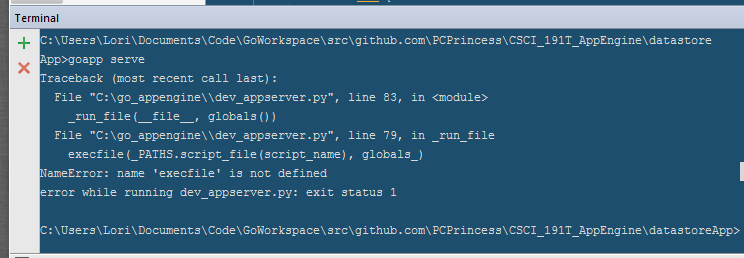 Terminal
C:\Users\Lori\Documents\Code\GoWorkspace\src\github.com\PCPrincess\CSCI_191T_AppEngine\datastore
App>goapp serve
Traceback (most recent call last):
File "C:\go_appengine\\dev_appserver.py", line 83, in <module>
_run_file(__file__, globals())
File "C:\go_appengine\\dev_appserver.py", line 79, in _run_file
execfile(_PATHS.script_file(script_name), globals_)
NameError: name 'execfile' is not defined
error while running dev_appserver.py: exit status 1
C:\Users\Lori\Documents\Code\GoWorkspace\src\github.com\PCPrincess\CSCI_191T_AppEngine\datastoreApp>